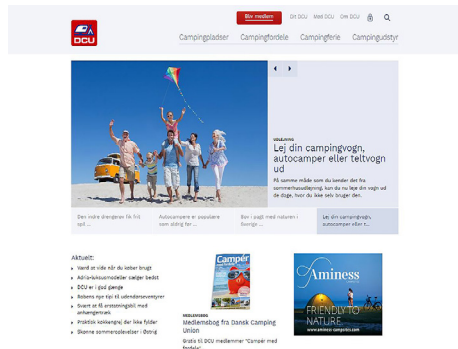 Bliv medlem
Dit DCU Mød DCU Om DCU
DCU
Campingpladser Campingfordele Campingferie Campingudstyr
UDLEJNING
Lej din campingvogn,
autocamper eller teltvogn
ud
På samme måde som du kender det fra
sommerhusudlejning, kan du nu leje din vogn ud
de dage, hvor du ikke selv bruger den.
Den indre drengerøv fik frit
spil ...
Autocampere er populære
som aldrig før ...
Bor i pagt med naturen i
Sverige ...
Lej din campingvogn,
autocamper eller t...
Aktuelt:
Værd at vide når du køber brugt
Adria-luksusmodeller sælger bedst
DCU er i god gænge
Robens nye tipi til udendørseventyrer
Svært at få erstatningsbil med
anhængertræk
Praktisk køkkengrej der ikke fylder
Skønne sommeroplevelser i Østrig
Camper
MEDLEMSBOG
Medlemsbog fra Dansk Camping
Union
Gratis til DCU medlemmer "Camper med
fordele"
Aminess
FRIENDLY TO
NATURE
www.aminess-campsites.com